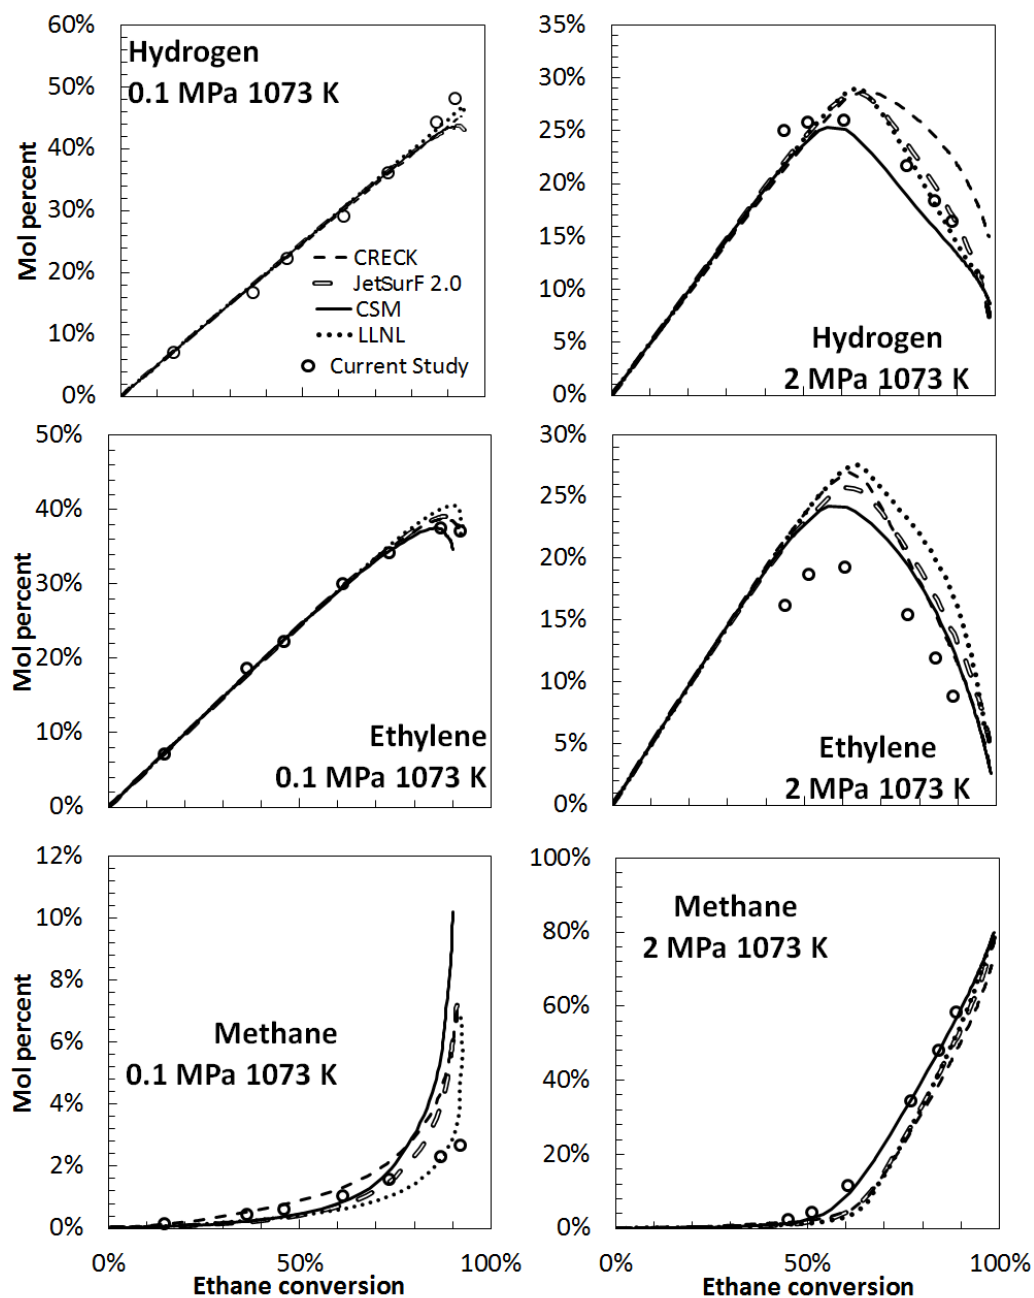 60%
50%
40%
30%
20%
10%
0%
Mol percent
Hydrogen
0.1 MPa 1073 K
CRECK
JetSurF 2.0
CSM
LLNL
Current Study
35%
30%
25%
20%
15%
10%
5%
0%
Hydrogen
2 MPa 1073 K
50%
40%
30%
20%
10%
0%
Mol percent
Ethylene
0.1 MPa 1073 K
30%
25%
20%
15%
10%
5%
0%
Ethylene
2 MPa 1073 K
12%
10%
8%
6%
4%
2%
0%
Mol percent
Methane
0.1 MPa 1073 K
0%
50%
100%
Ethane conversion
100%
80%
60%
40%
20%
0%
Methane
2 MPa 1073 K
0%
50%
100%
Ethane conversion